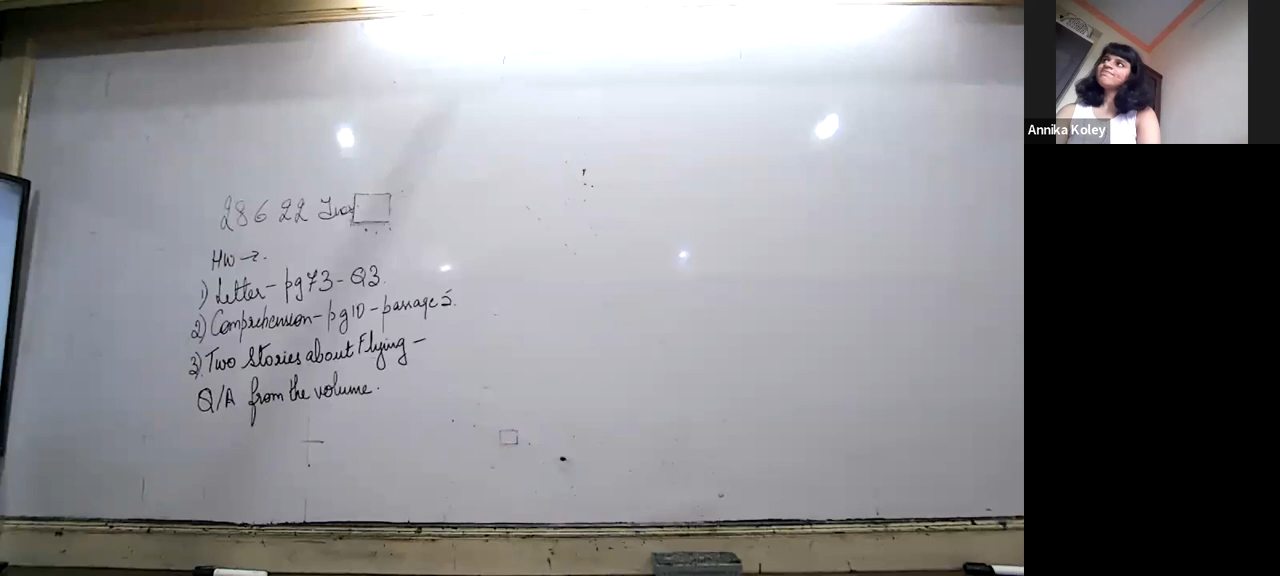 28 6 22
HW →.
1) Letter - pg 73 - Q3.
2) Comprehension - pg 10 - passage 5.
3) Two Stories about Flying -
Q/A from the volume.
Annika Koley